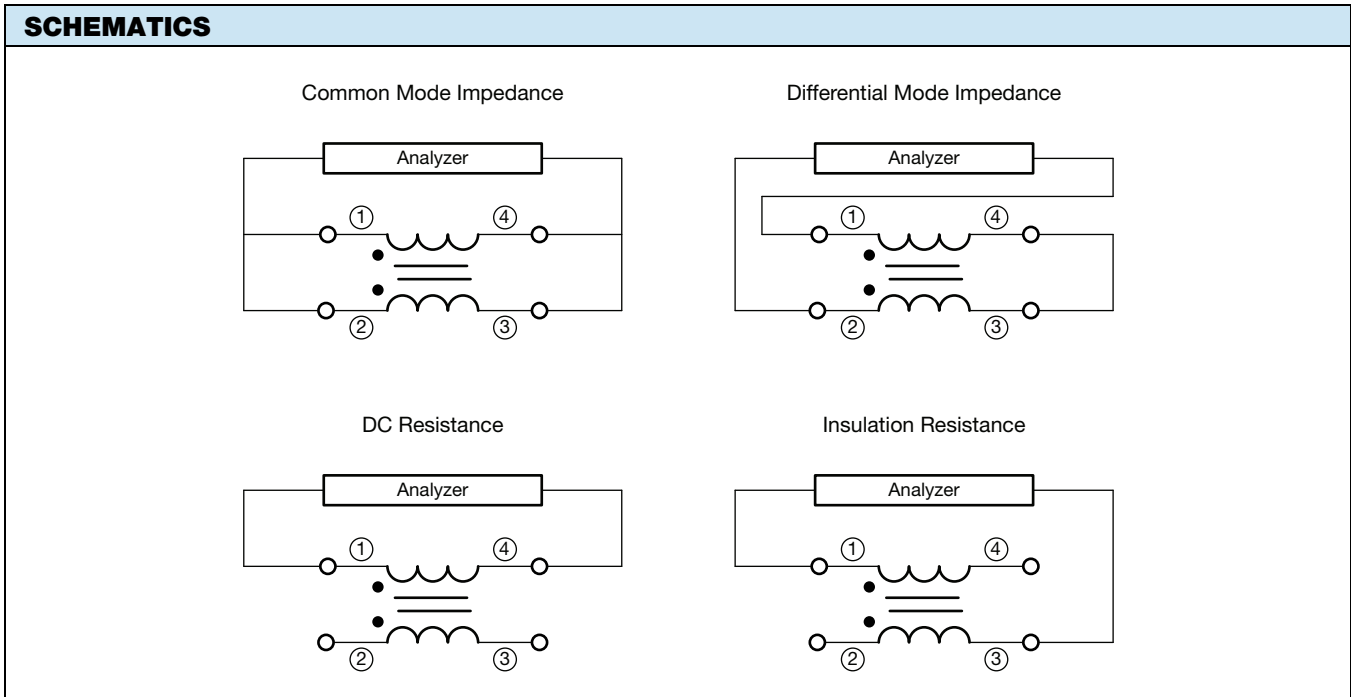 SCHEMATICS
Common Mode Impedance
Analyzer
① ④
② ③
Differential Mode Impedance
Analyzer
① ④
② ③
DC Resistance
Analyzer
① ④
② ③
Insulation Resistance
Analyzer
① ④
② ③